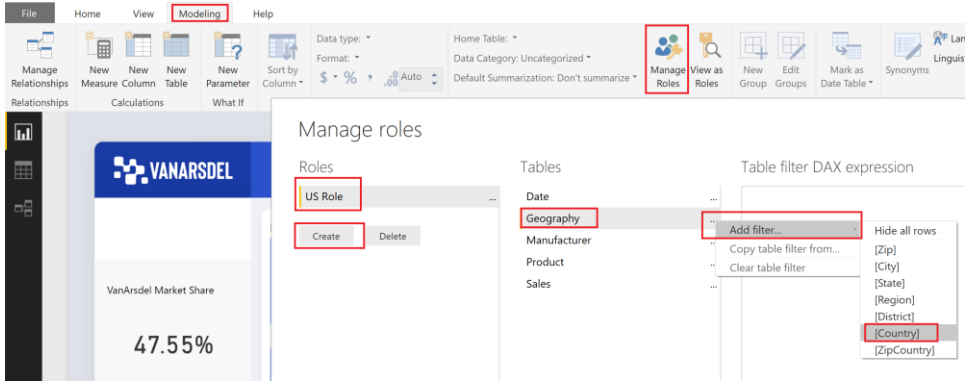 File Home View Modeling Help
Manage Relationships
New Measure
New Column
New Table
New Parameter
Sort by Column
Data type:
Format:
$ % , .00 Auto
Home Table:
Data Category: Uncategorized
Default Summarization: Don't summarize
Manage Roles
View as Roles
New Group
Edit Groups
Mark as Date Table
Synonyms
Lan
Linguis
Relationships Calculations What If
Manage roles
Roles Tables Table filter DAX expression
US Role ...
Create Delete
Date ...
Geography ...
Manufacturer ..
Product ..
Sales ...
Add filter...
Copy table filter from...
Clear table filter
Hide all rows
[Zip]
[City]
[State]
[Region]
[District]
[Country]
[ZipCountry]
VANARSDEL
VanArsdel Market Share
47.55%